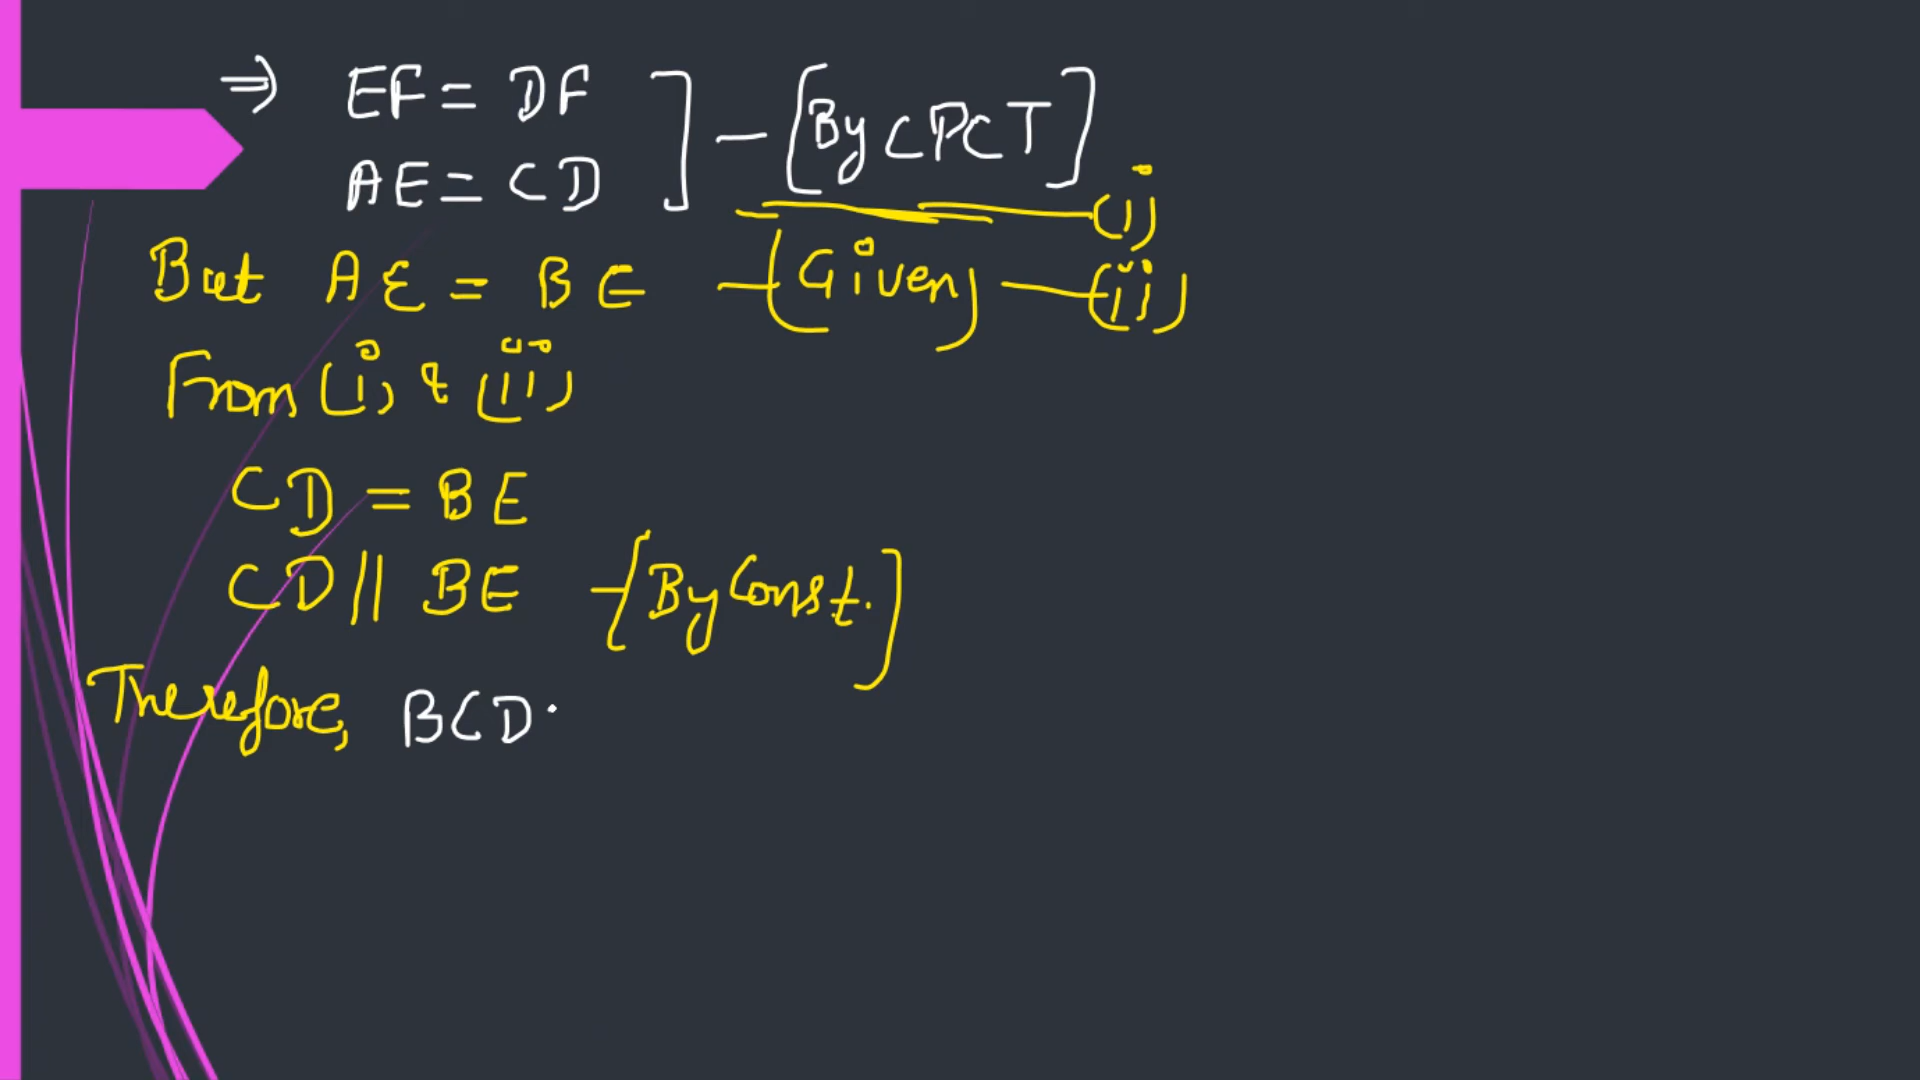 ⇒ EF = DF
AE = CD ] - [By CPCT] - (i)
But AE = BE - (Given) - (ii)
From (i) & (ii)
CD = BE
CD || BE - [By Const.]
Therefore, BCD